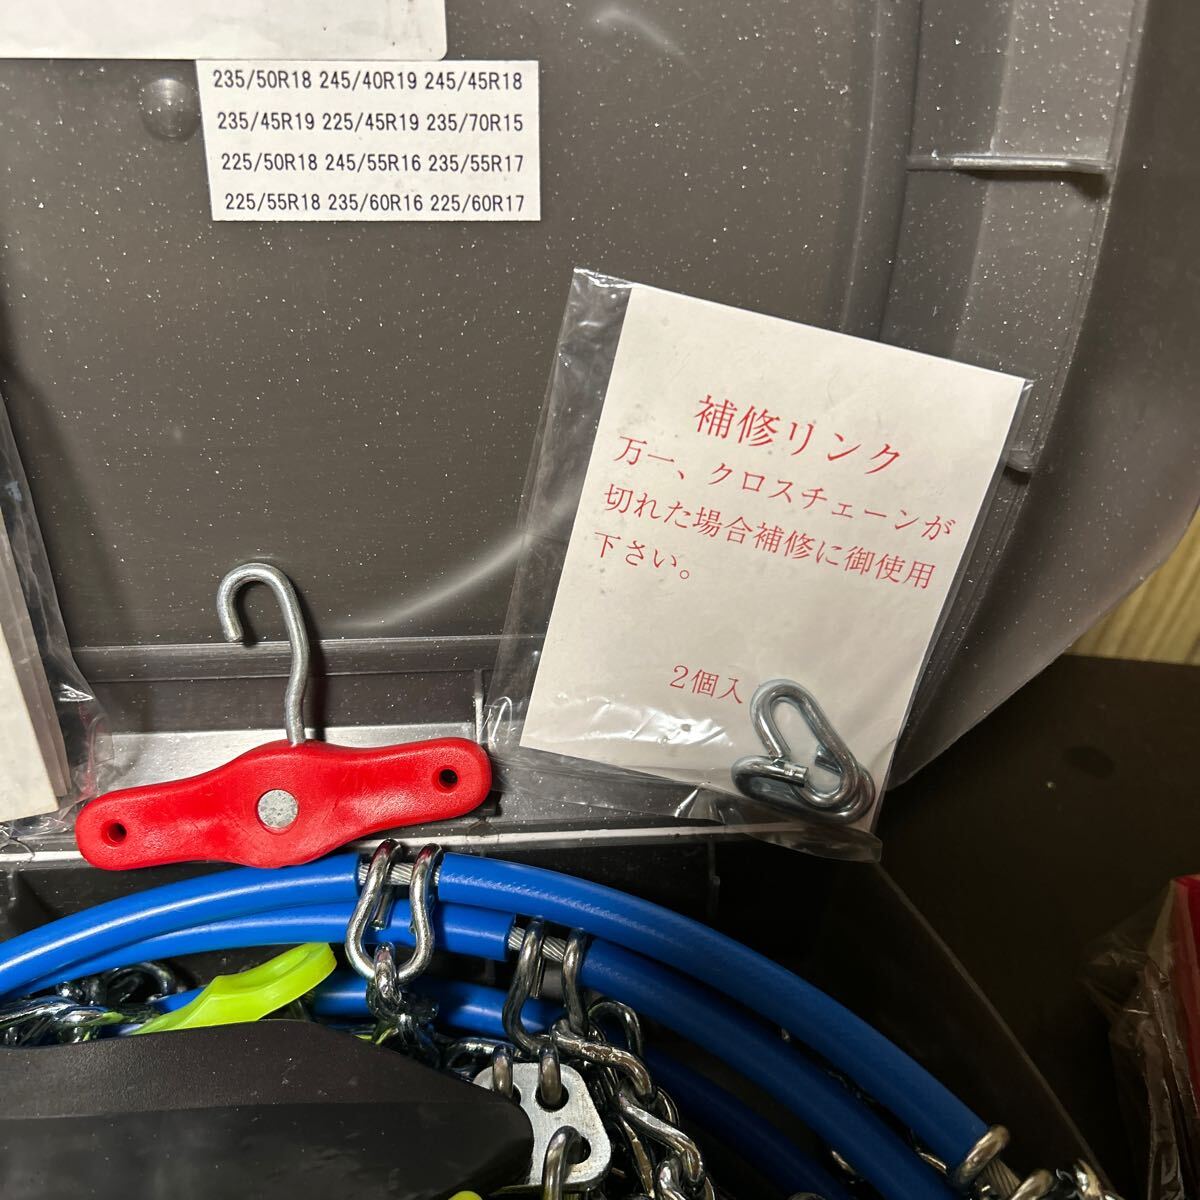 235/50R18 245/40R19 245/45R18
235/45R19 225/45R19 235/70R15
225/50R18 245/55R16 235/55R17
225/55R18 235/60R16 225/60R17
補修リンク
万一、クロスチェーンが
切れた場合補修に御使用
下さい。
2個入